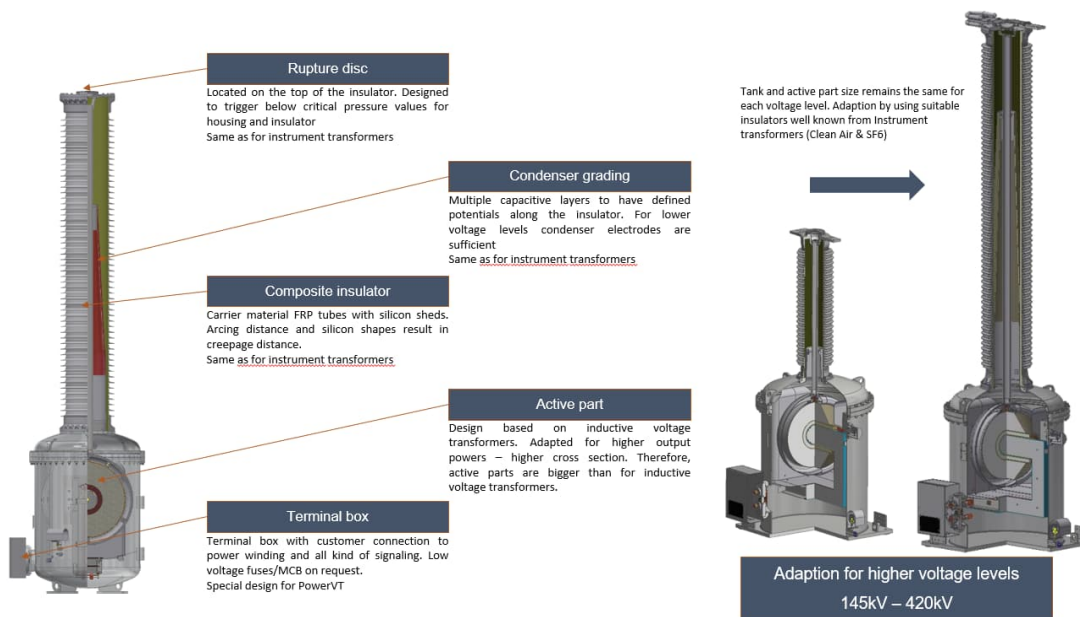 Rupture disc
Located on the top of the insulator. Designed
to trigger below critical pressure values for
housing and insulator
Same as for instrument transformers
Condenser grading
Multiple capacitive layers to have defined
potentials along the insulator. For lower
voltage levels condenser electrodes are
sufficient
Same as for instrument transformers
Composite insulator
Carrier material FRP tubes with silicon sheds.
Arcing distance and silicon shapes result in
creepage distance.
Same as for instrument transformers
Active part
Design based on inductive voltage
transformers. Adapted for higher output
powers – higher cross section. Therefore,
active parts are bigger than for inductive
voltage transformers.
Terminal box
Terminal box with customer connection to
power winding and all kind of signaling. Low
voltage fuses/MCB on request.
Special design for PowerVT
Tank and active part size remains the same for
each voltage level. Adaption by using suitable
insulators well known from Instrument
transformers (Clean Air & SF6)
Adaption for higher voltage levels
145kV – 420kV